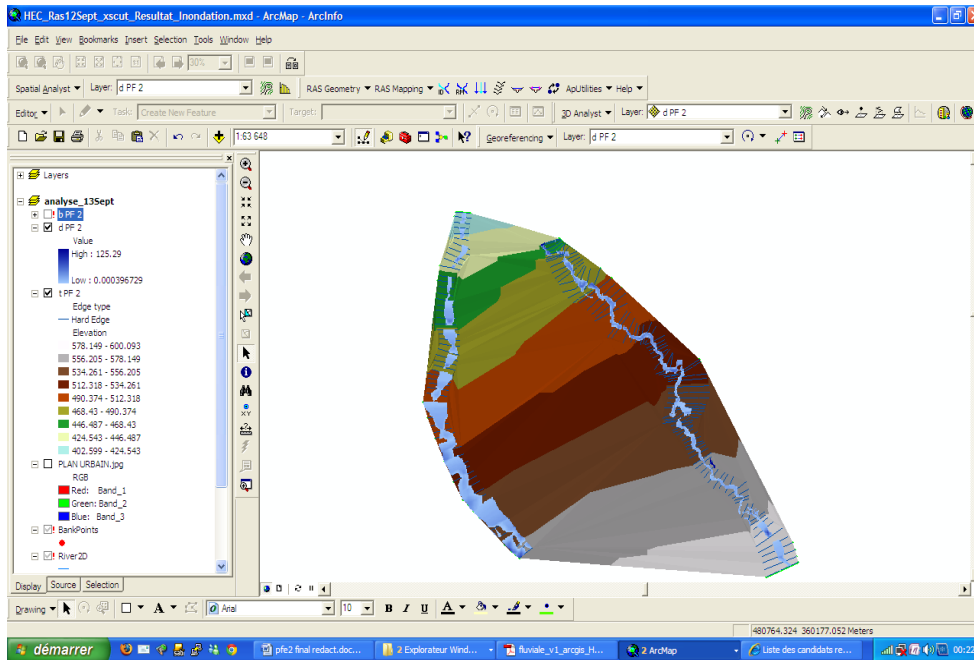 HEC_Ras12Sept_xscut_Resultat_Inondation.mxd - ArcMap - ArcInfo
File Edit View Bookmarks Insert Selection Tools Window Help
30%
Spatial Analyst Layer: d PF 2 RAS Geometry RAS Mapping ApUtilities Help
Editor Task: Create New Feature Target: 3D Analyst Layer: d PF 2
1:63 648 Georeferencing Layer: d PF 2
Layers
analyse_13Sept
b PF 2
d PF 2
Value
High : 125.29
Low : 0.000396729
t PF 2
Edge type
Hard Edge
Elevation
578.149 - 600.093
556.205 - 578.149
534.261 - 556.205
512.318 - 534.261
490.374 - 512.318
468.43 - 490.374
446.487 - 468.43
424.543 - 446.487
402.599 - 424.543
PLAN URBAIN.jpg
RGB
Red: Band_1
Green: Band_2
Blue: Band_3
BankPoints
River2D
Display Source Selection
Drawing A Arial 10 B I U A
480764.324 360177.052 Meters
démarrer pfe2 final redact.doc... 2 Explorateur Wind... fluviale_v1_arcgis_H... 2 ArcMap Liste des candidats re... 00:22